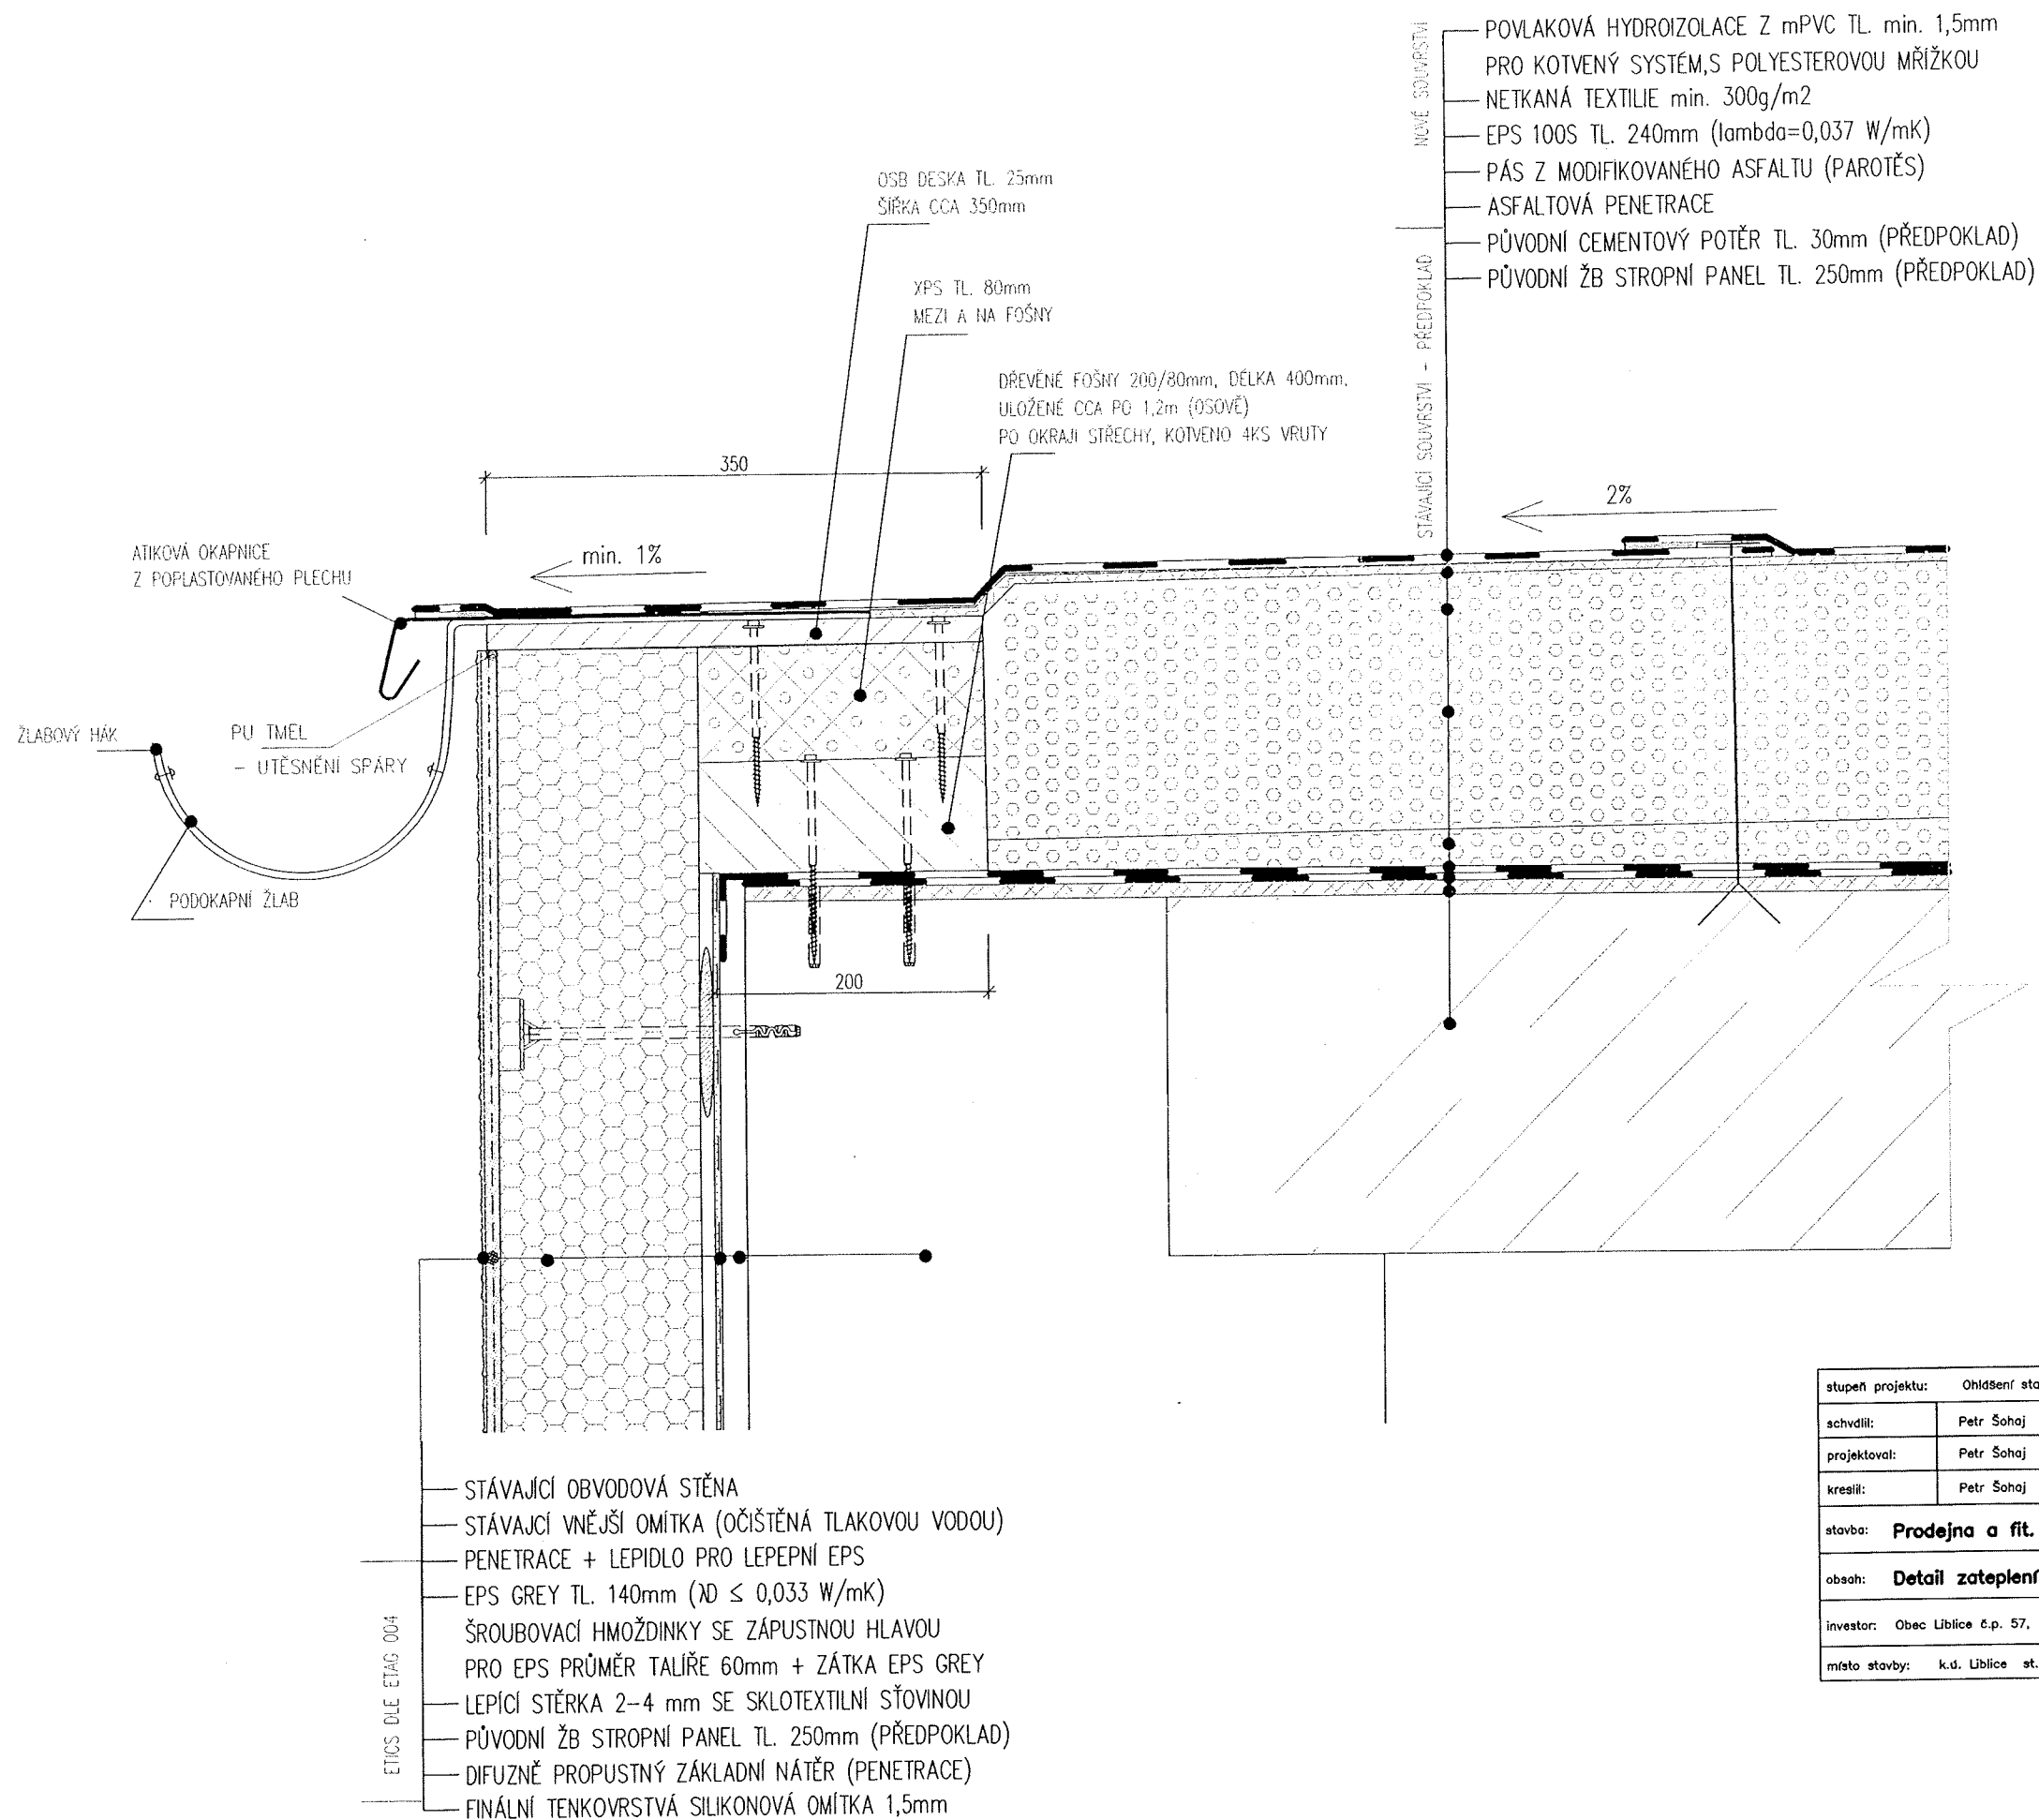 NOVÉ SOUVRSTVÍ
POVLAKOVÁ HYDROIZOLACE Z mPVC TL. min. 1,5mm
PRO KOTVENÝ SYSTÉM,S POLYESTEROVOU MŘÍŽKOU
NETKANÁ TEXTILIE min. 300g/m2
EPS 100S TL. 240mm (lambda=0,037 W/mK)
PÁS Z MODIFIKOVANÉHO ASFALTU (PAROTĚS)
ASFALTOVÁ PENETRACE
STÁVAJÍCÍ SOUVRSTVÍ - PŘEDPOKLAD
PŮVODNÍ CEMENTOVÝ POTĚR TL. 30mm (PŘEDPOKLAD)
PŮVODNÍ ŽB STROPNÍ PANEL TL. 250mm (PŘEDPOKLAD)
OSB DESKA TL. 25mm
ŠÍŘKA CCA 350mm
XPS TL. 80mm
MEZI A NA FOŠNY
DŘEVĚNÉ FOŠNY 200/80mm, DÉLKA 400mm,
ULOŽENÉ CCA PO 1,2m (OSOVĚ)
PO OKRAJI STŘECHY, KOTVENO 4KS VRUTY
350
2%
min. 1%
ATIKOVÁ OKAPNICE
Z POPLASTOVANÉHO PLECHU
ŽLABOVÝ HÁK
PU TMEL
- UTĚSNĚNÍ SPÁRY
PODOKAPNÍ ŽLAB
200
STÁVAJÍCÍ OBVODOVÁ STĚNA
STÁVAJCÍ VNĚJŠÍ OMÍTKA (OČIŠTĚNÁ TLAKOVOU VODOU)
ETICS DLE ETAG 004
PENETRACE + LEPIDLO PRO LEPEPNÍ EPS
EPS GREY TL. 140mm (λD ≤ 0,033 W/mK)
ŠROUBOVACÍ HMOŽDINKY SE ZÁPUSTNOU HLAVOU
PRO EPS PRŮMĚR TALÍŘE 60mm + ZÁTKA EPS GREY
LEPÍCÍ STĚRKA 2-4 mm SE SKLOTEXTILNÍ SŤOVINOU
PŮVODNÍ ŽB STROPNÍ PANEL TL. 250mm (PŘEDPOKLAD)
DIFUZNĚ PROPUSTNÝ ZÁKLADNÍ NÁTĚR (PENETRACE)
FINÁLNÍ TENKOVRSTVÁ SILIKONOVÁ OMÍTKA 1,5mm
stupeň projektu: Ohlášení sta
schválil: Petr Šohaj
projektoval: Petr Šohaj
kreslil: Petr Šohaj
stavba: Prodejna a fit.
obsah: Detail zateplení
investor: Obec Liblice č.p. 57,
místo stavby: k.ú. Liblice st.